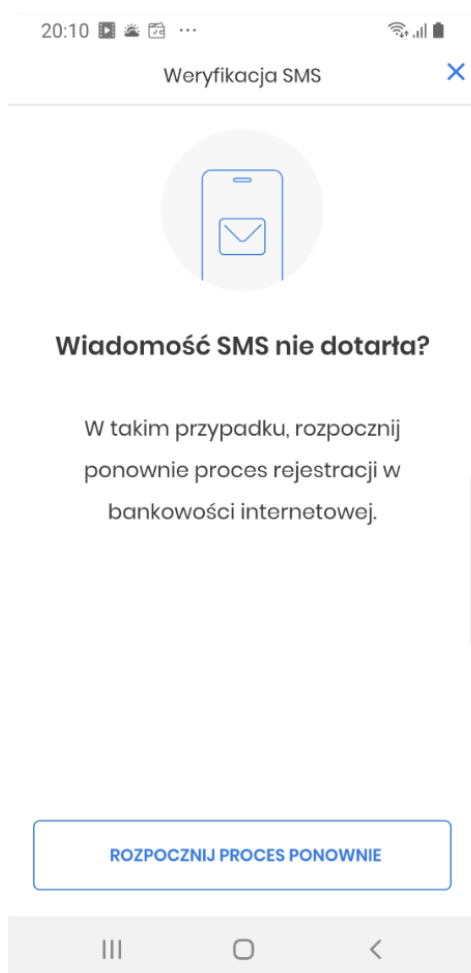 20:10
Weryfikacja SMS
Wiadomość SMS nie dotarła?
W takim przypadku, rozpocznij
ponownie proces rejestracji w
bankowości internetowej.
ROZPOCZNIJ PROCES PONOWNIE